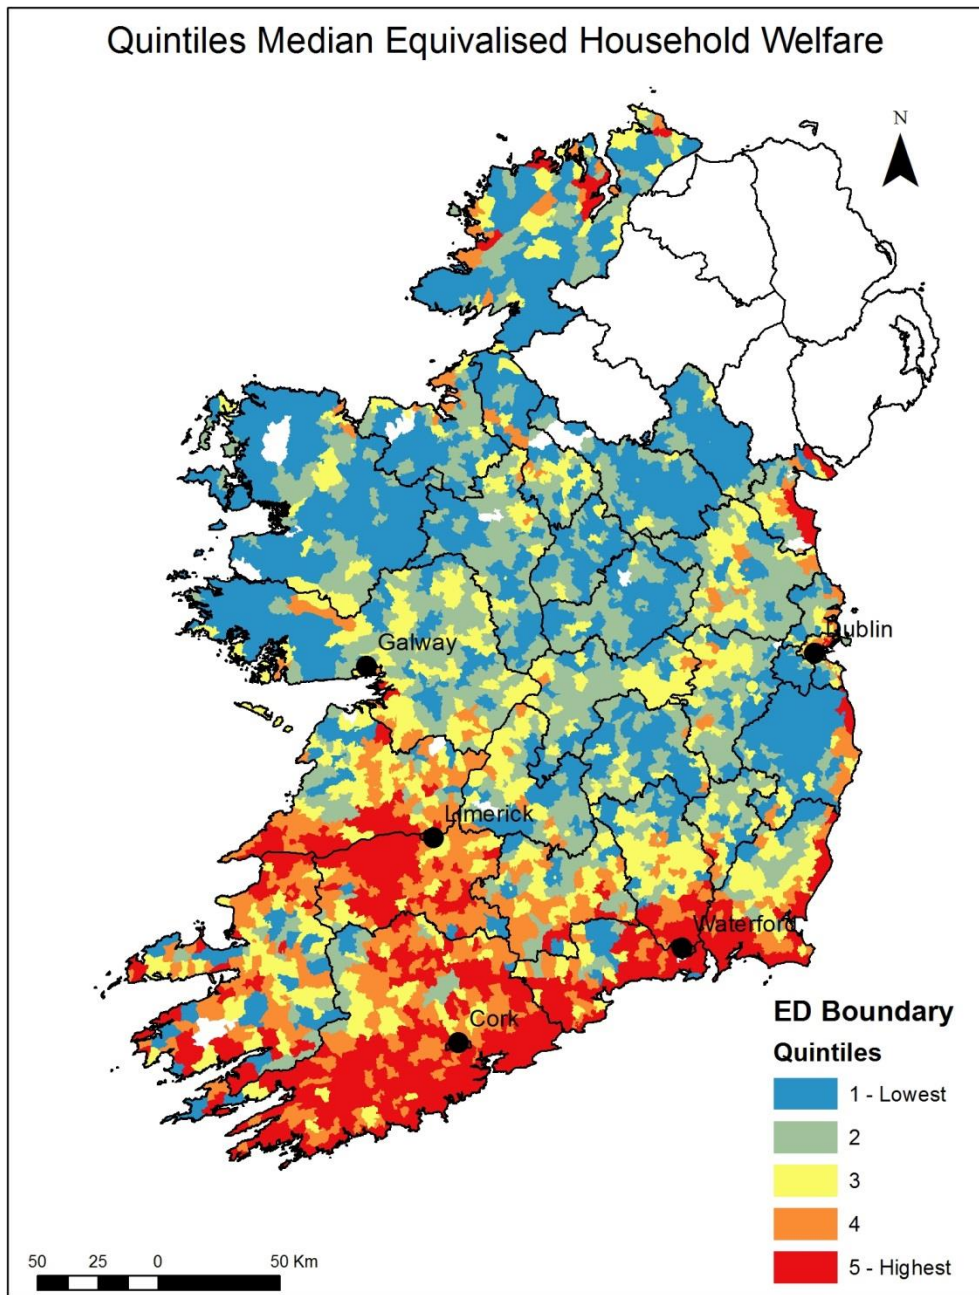 Quintiles Median Equivalised Household Welfare
N
Dublin
Galway
Limerick
Waterford
Cork
ED Boundary
Quintiles
1 - Lowest
2
3
4
5 - Highest
50 25 0 50 Km